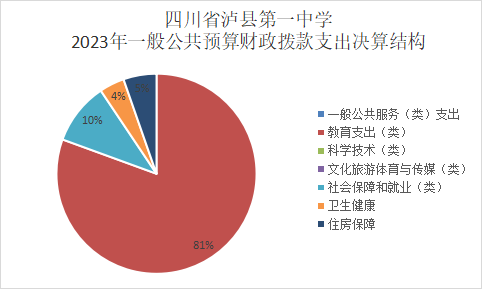 四川省泸县第一中学
2023年一般公共预算财政拨款支出决算结构
5%
4%
10%
81%
一般公共服务（类）支出
教育支出（类）
科学技术（类）
文化旅游体育与传媒（类）
社会保障和就业（类）
卫生健康
住房保障